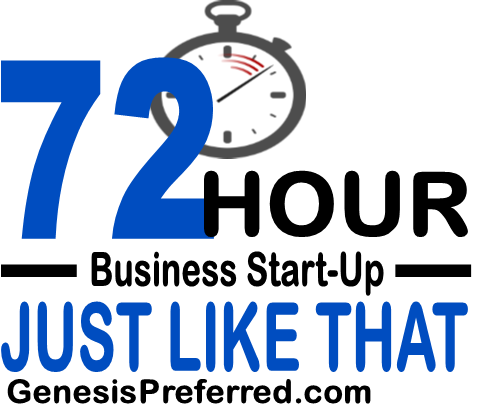 72 HOUR
Business Start-Up
JUST LIKE THAT
GenesisPreferred.com